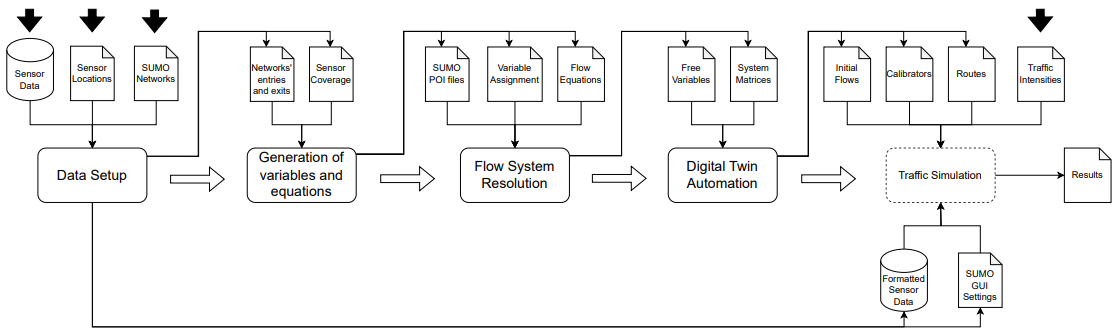 Sensor
Data
Sensor
Locations
SUMO
Networks
Networks'
entries
and exits
Sensor
Coverage
SUMO
POI files
Variable
Assignment
Flow
Equations
Free
Variables
System
Matrices
Initial
Flows
Calibrators
Routes
Traffic
Intensities
Data Setup
Generation of
variables and
equations
Flow System
Resolution
Digital Twin
Automation
Traffic Simulation
Results
Formatted
Sensor
Data
SUMO
GUI
Settings